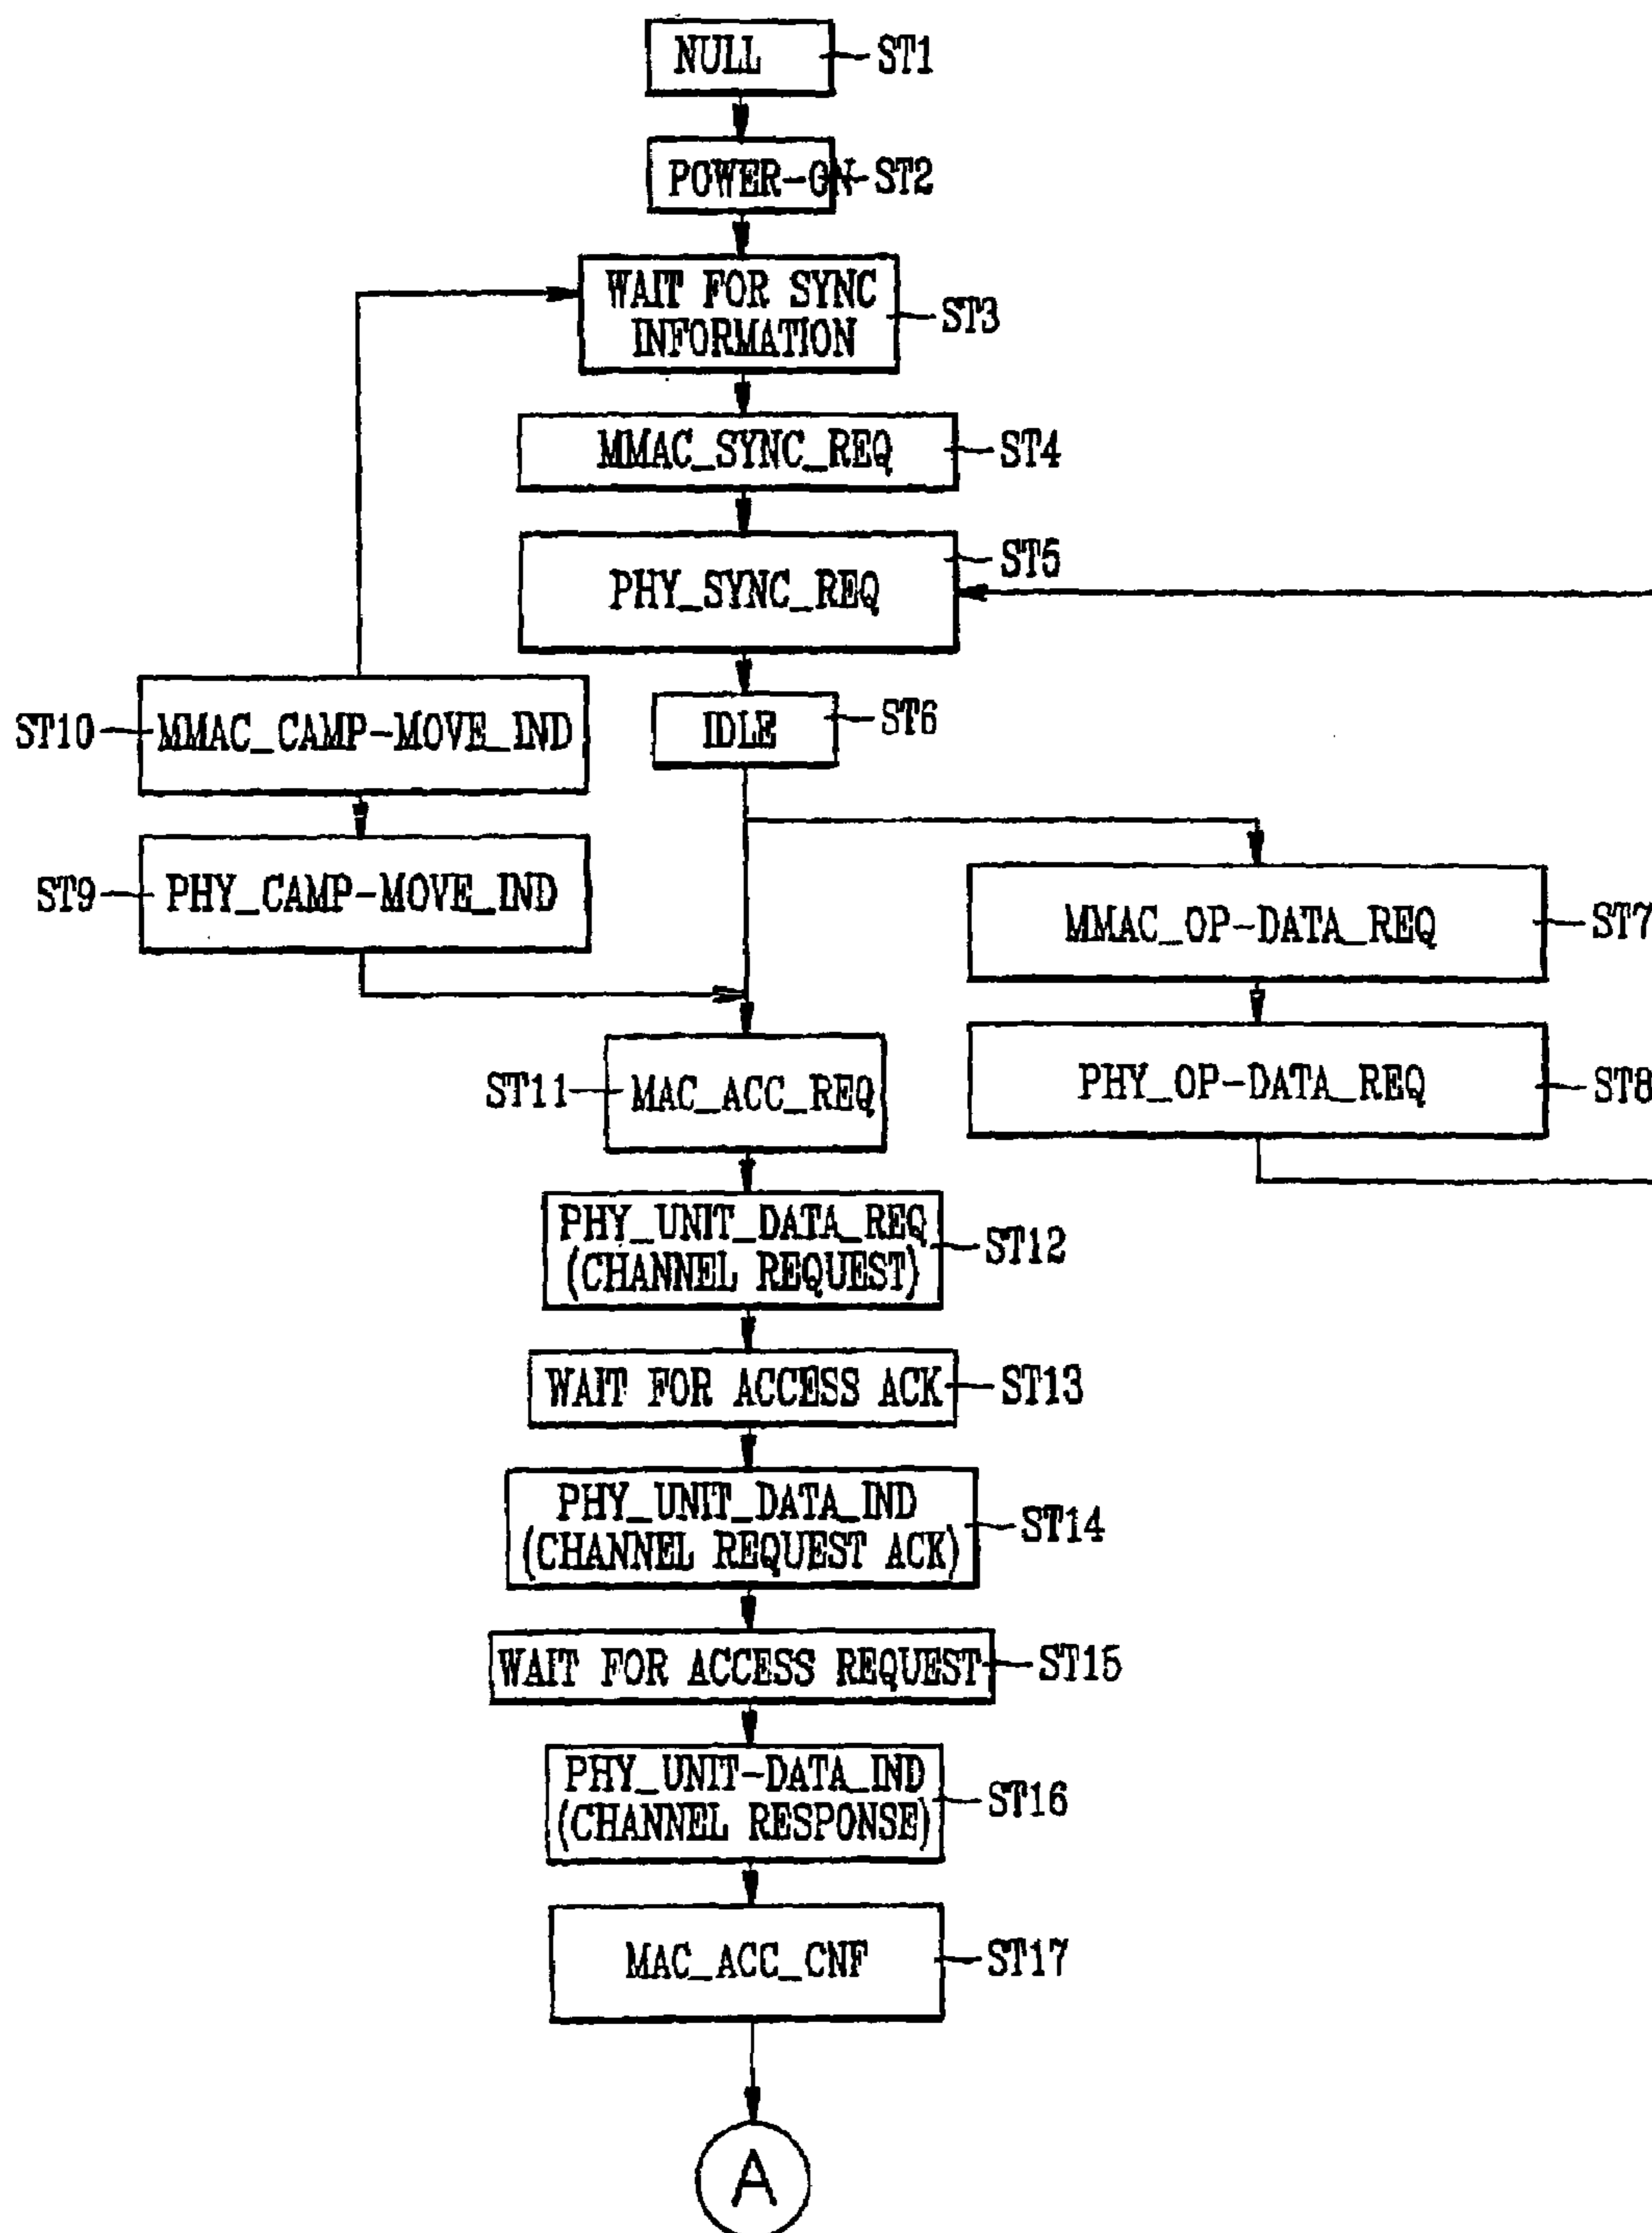 NULL
ST1
POWER-ON
ST2
WAIT FOR SYNC
INFORMATION
ST3
MMAC_SYNC_REQ
ST4
PHY_SYNC_REQ
ST5
IDLE
ST6
ST10
MMAC_CAMP-MOVE_IND
ST9
PHY_CAMP-MOVE_IND
MMAC_OP-DATA_REQ
ST7
PHY_OP-DATA_REQ
ST8
ST11
MAC_ACC_REQ
PHY_UNIT_DATA_REQ
(CHANNEL REQUEST)
ST12
WAIT FOR ACCESS ACK
ST13
PHY_UNIT_DATA_IND
(CHANNEL REQUEST ACK)
ST14
WAIT FOR ACCESS REQUEST
ST15
PHY_UNIT-DATA_IND
(CHANNEL RESPONSE)
ST16
MAC_ACC_CNF
ST17
A